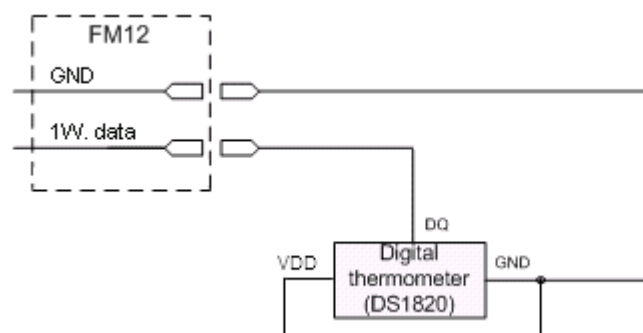 FM12
GND
1W. data
DQ
VDD
Digital
thermometer
(DS1820)
GND